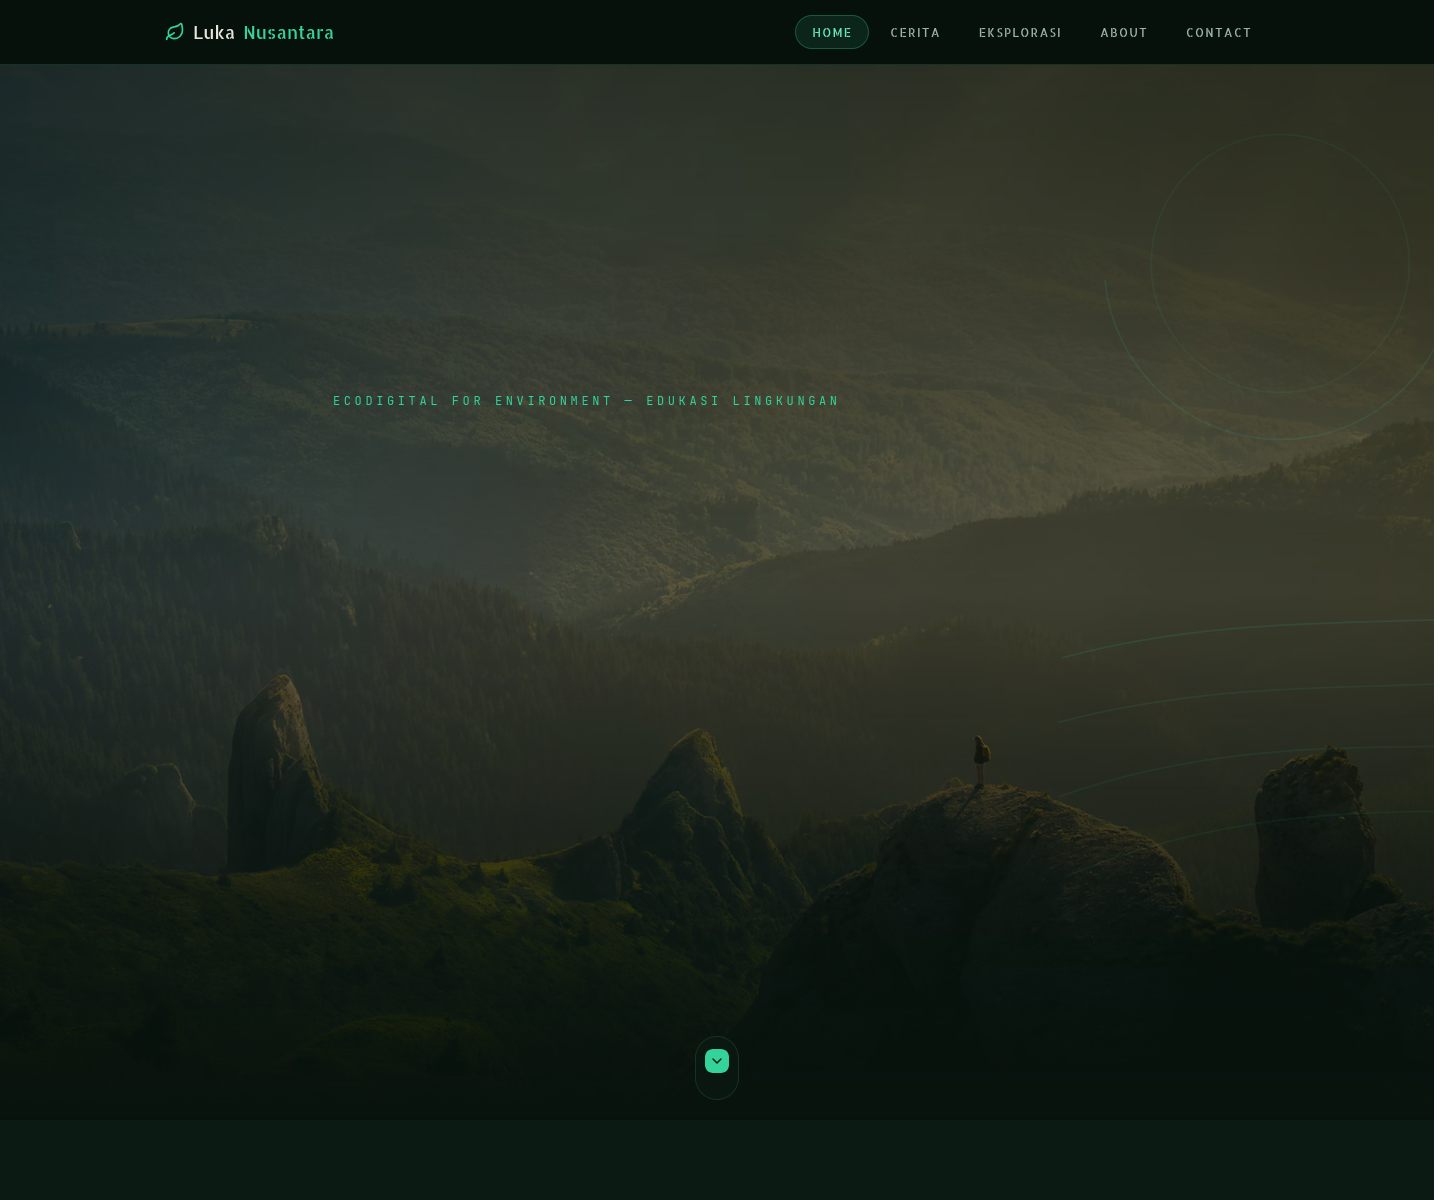 Luka Nusantara
HOME
CERITA
EKSPLORASI
ABOUT
CONTACT
ECODIGITAL FOR ENVIRONMENT — EDUKASI LINGKUNGAN